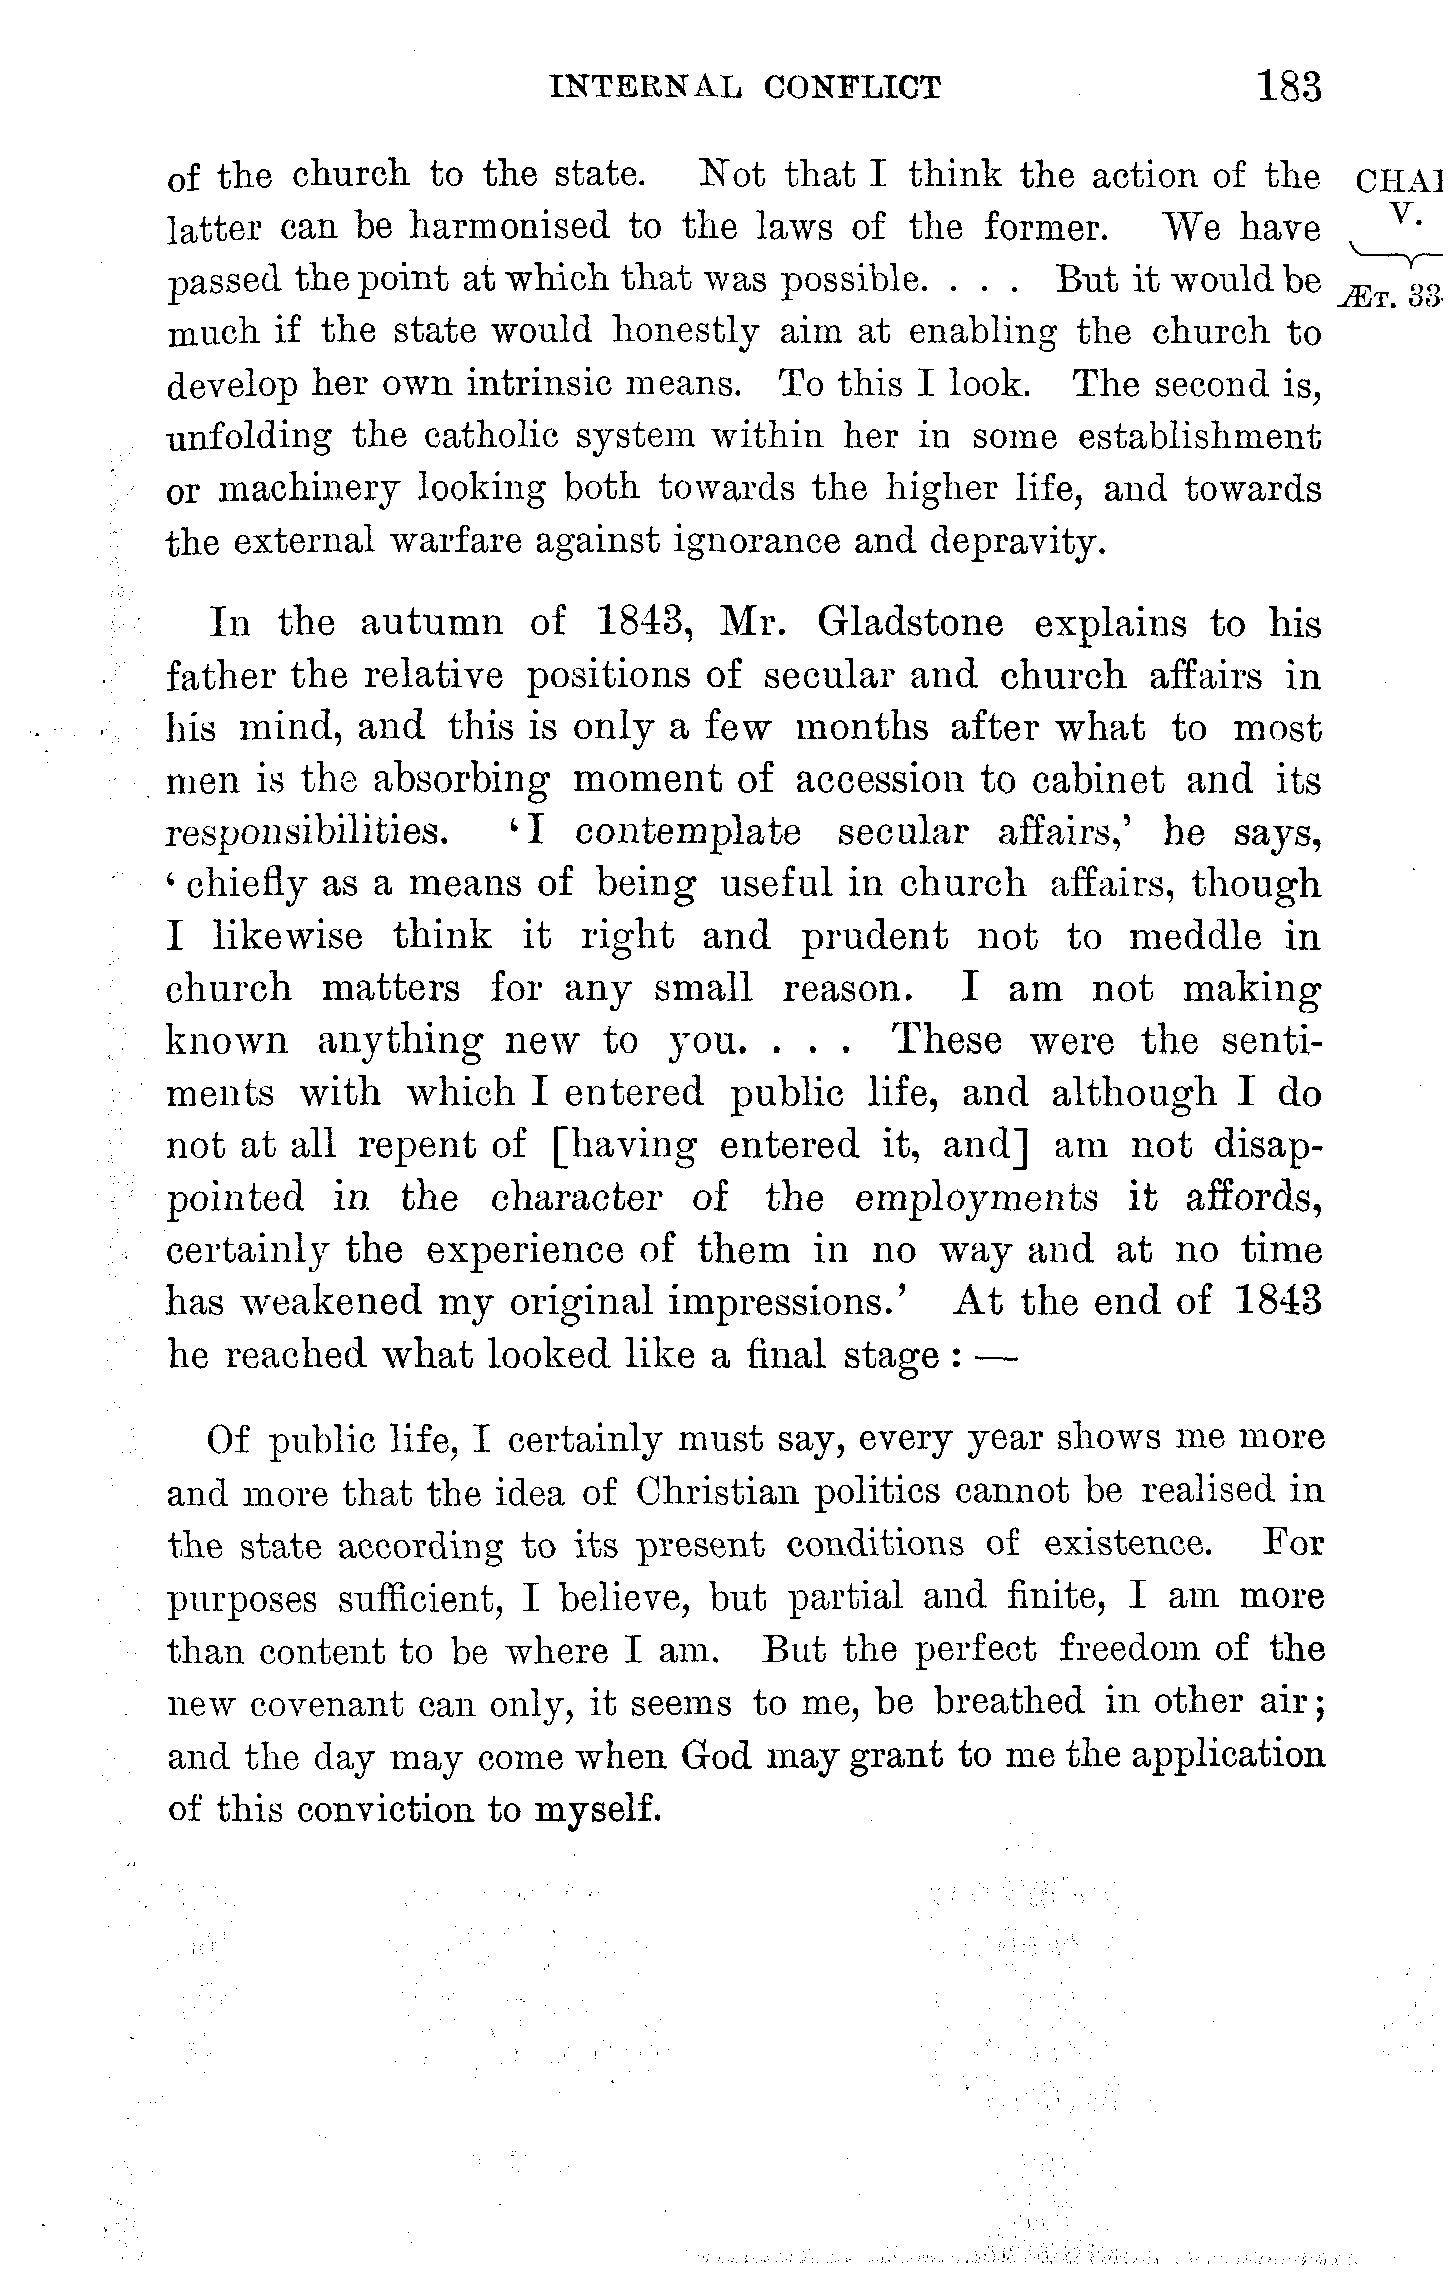 INTERNAL CONFLICT 183
of the church to the state. Not that I think the action of the
latter can be harmonised to the laws of the former. We have
passed the point at which that was possible. . . . But it would be
much if the state would honestly aim at enabling the church to
develop her own intrinsic means. To this I look. The second is,
unfolding the catholic system within her in some establishment
or machinery looking both towards the higher life, and towards
the external warfare against ignorance and depravity.
CHAP
V.
ÆT. 33
In the autumn of 1843, Mr. Gladstone explains to his
father the relative positions of secular and church affairs in
his mind, and this is only a few months after what to most
men is the absorbing moment of accession to cabinet and its
responsibilities. ‘I contemplate secular affairs,’ he says,
‘chiefly as a means of being useful in church affairs, though
I likewise think it right and prudent not to meddle in
church matters for any small reason. I am not making
known anything new to you. . . . These were the senti-
ments with which I entered public life, and although I do
not at all repent of [having entered it, and] am not disap-
pointed in the character of the employments it affords,
certainly the experience of them in no way and at no time
has weakened my original impressions.’ At the end of 1843
he reached what looked like a final stage : —
Of public life, I certainly must say, every year shows me more
and more that the idea of Christian politics cannot be realised in
the state according to its present conditions of existence. For
purposes sufficient, I believe, but partial and finite, I am more
than content to be where I am. But the perfect freedom of the
new covenant can only, it seems to me, be breathed in other air;
and the day may come when God may grant to me the application
of this conviction to myself.